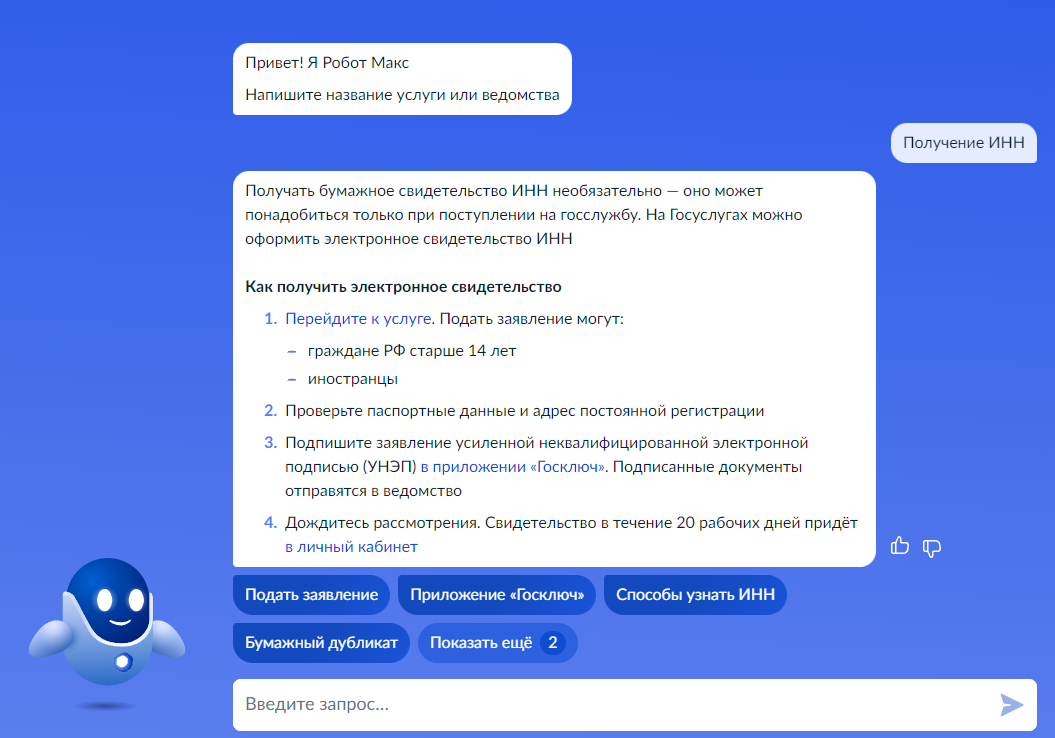 Привет! Я Робот Макс
Напишите название услуги или ведомства
Получение ИНН
Получать бумажное свидетельство ИНН необязательно — оно может
понадобиться только при поступлении на госслужбу. На Госуслугах можно
оформить электронное свидетельство ИНН
Как получить электронное свидетельство
1. Перейдите к услуге. Подать заявление могут:
– граждане РФ старше 14 лет
– иностранцы
2. Проверьте паспортные данные и адрес постоянной регистрации
3. Подпишите заявление усиленной неквалифицированной электронной
подписью (УНЭП) в приложении «Госключ». Подписанные документы
отправятся в ведомство
4. Дождитесь рассмотрения. Свидетельство в течение 20 рабочих дней придёт
в личный кабинет
Подать заявление Приложение «Госключ» Способы узнать ИНН
Бумажный дубликат Показать ещё 2
Введите запрос...